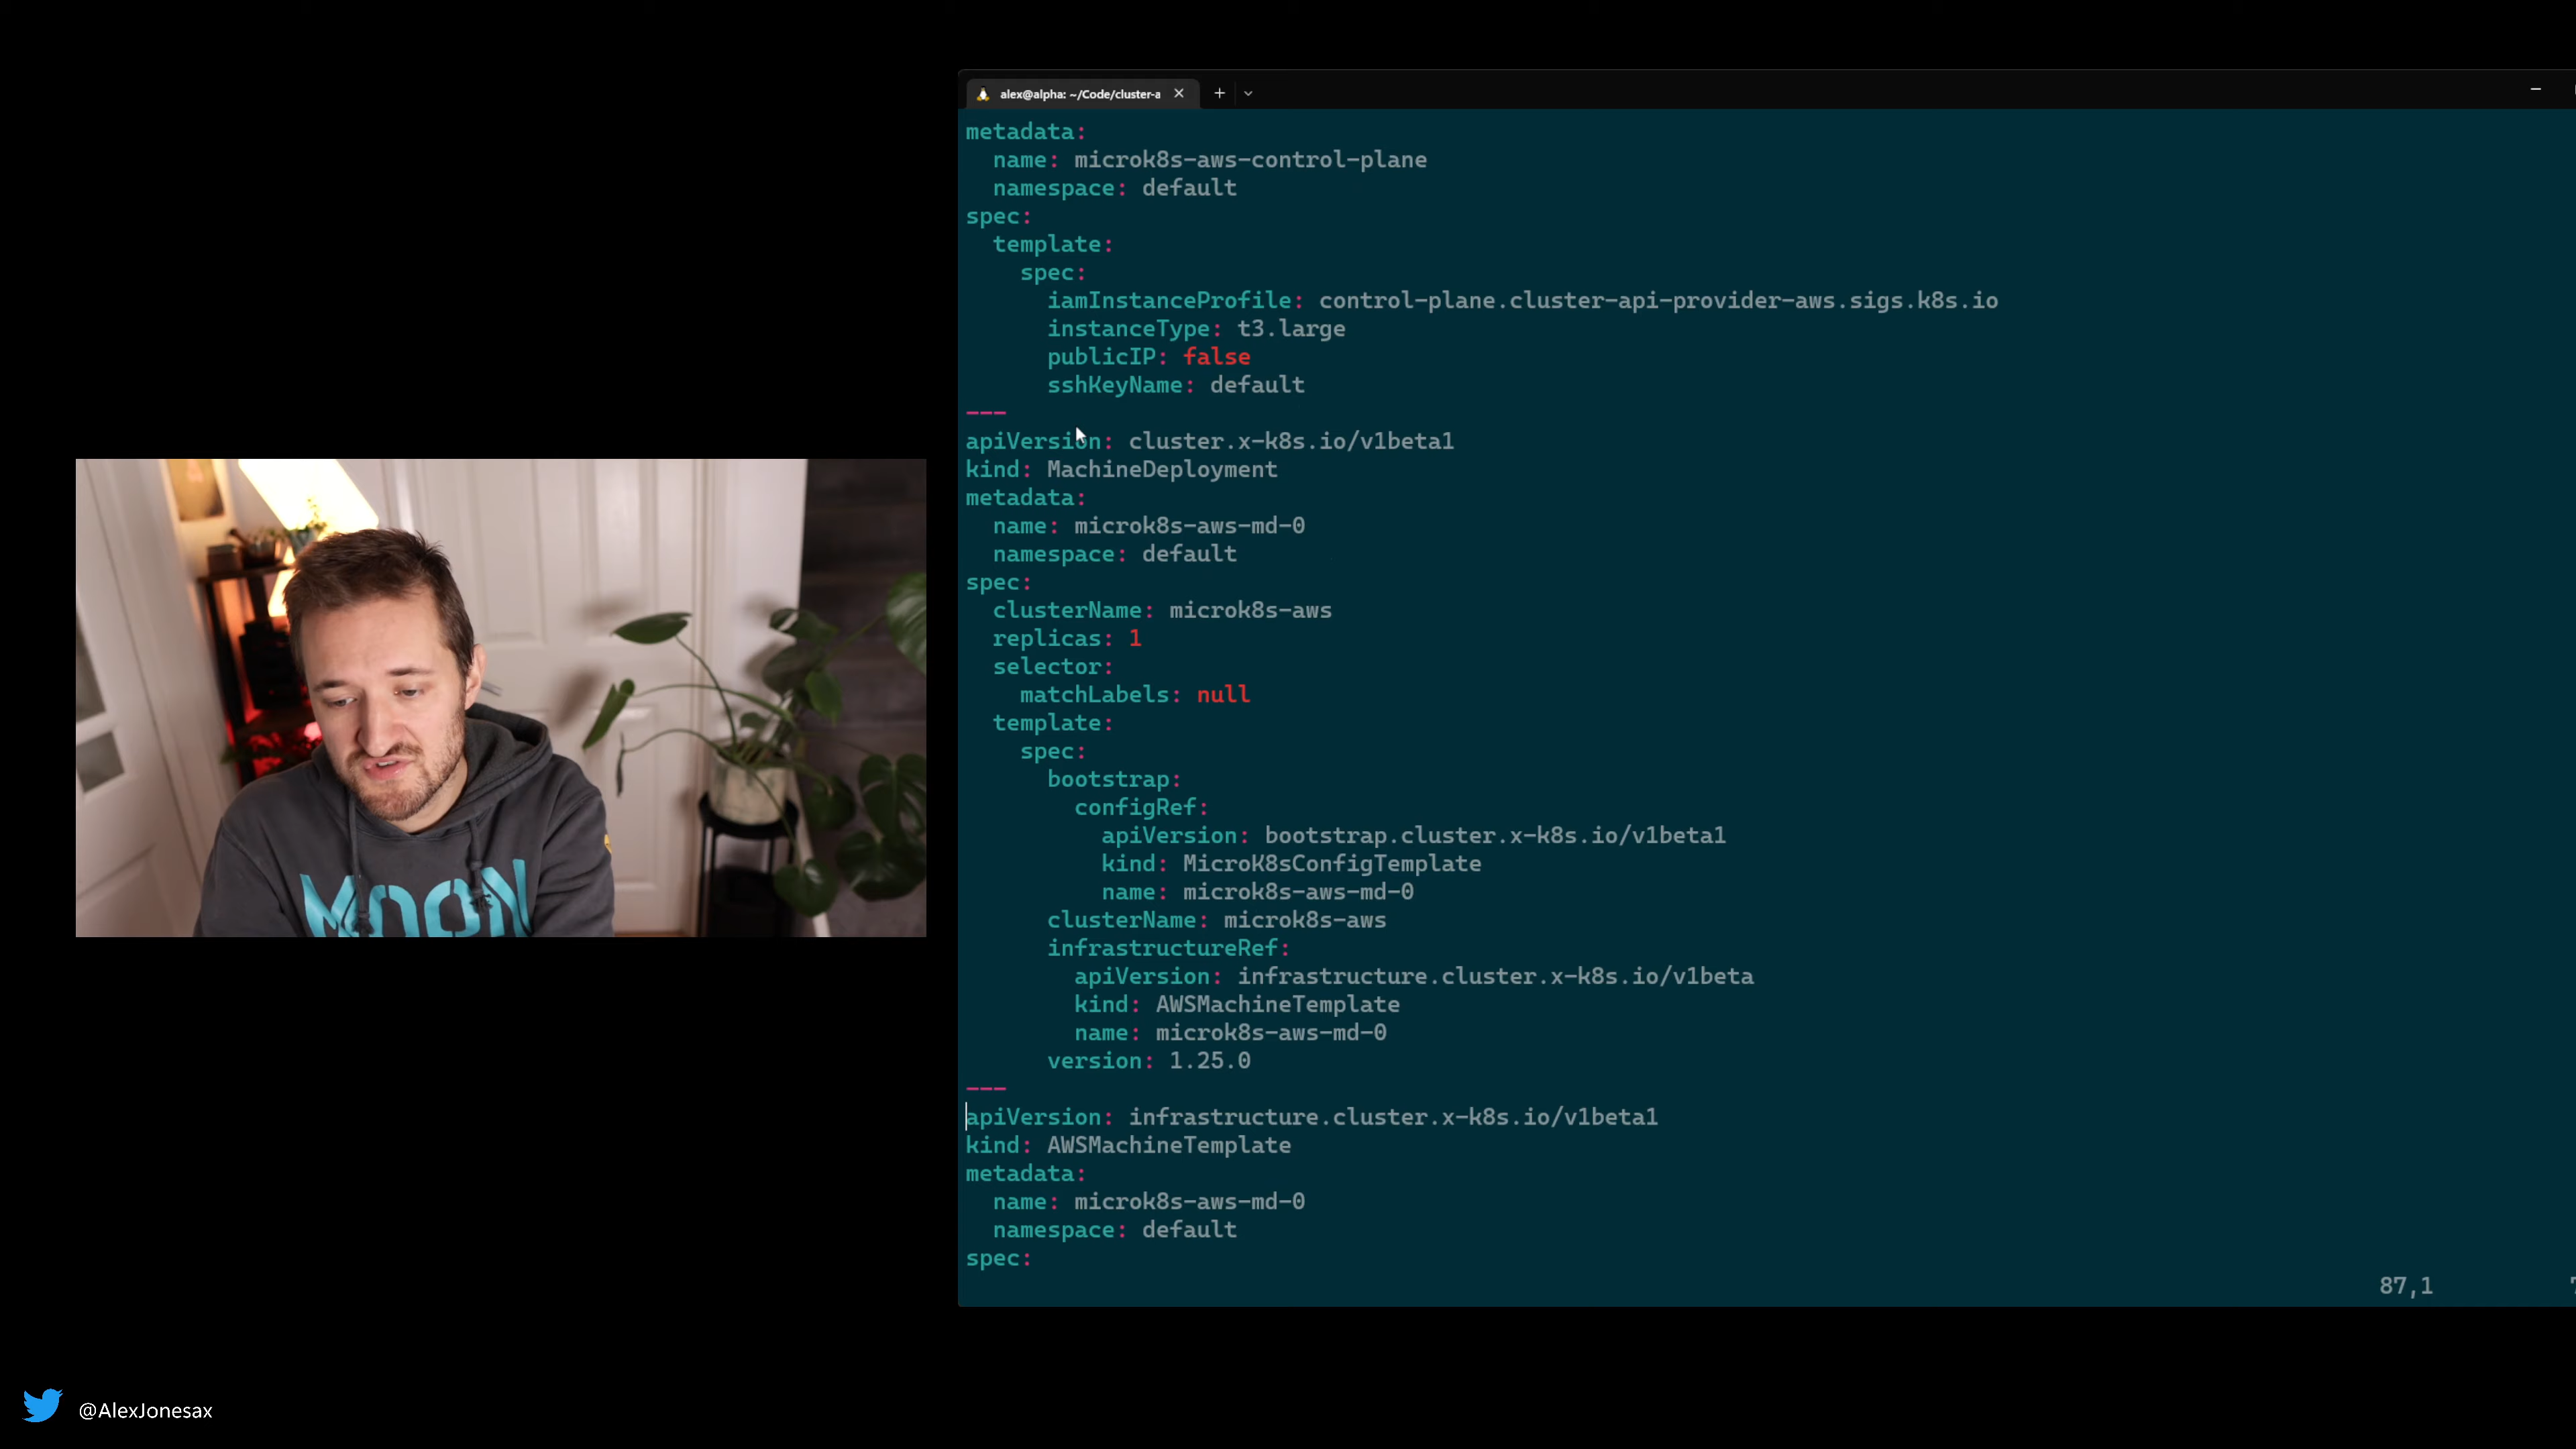 alex@alpha: ~/Code/cluster-a
metadata:
  name: microk8s-aws-control-plane
  namespace: default
spec:
  template:
    spec:
      iamInstanceProfile: control-plane.cluster-api-provider-aws.sigs.k8s.io
      instanceType: t3.large
      publicIP: false
      sshKeyName: default
---
apiVersion: cluster.x-k8s.io/v1beta1
kind: MachineDeployment
metadata:
  name: microk8s-aws-md-0
  namespace: default
spec:
  clusterName: microk8s-aws
  replicas: 1
  selector:
    matchLabels: null
  template:
    spec:
      bootstrap:
        configRef:
          apiVersion: bootstrap.cluster.x-k8s.io/v1beta1
          kind: MicroK8sConfigTemplate
          name: microk8s-aws-md-0
      clusterName: microk8s-aws
      infrastructureRef:
        apiVersion: infrastructure.cluster.x-k8s.io/v1beta
        kind: AWSMachineTemplate
        name: microk8s-aws-md-0
      version: 1.25.0
---
apiVersion: infrastructure.cluster.x-k8s.io/v1beta1
kind: AWSMachineTemplate
metadata:
  name: microk8s-aws-md-0
  namespace: default
spec:
87,1
MOON
@AlexJonesax